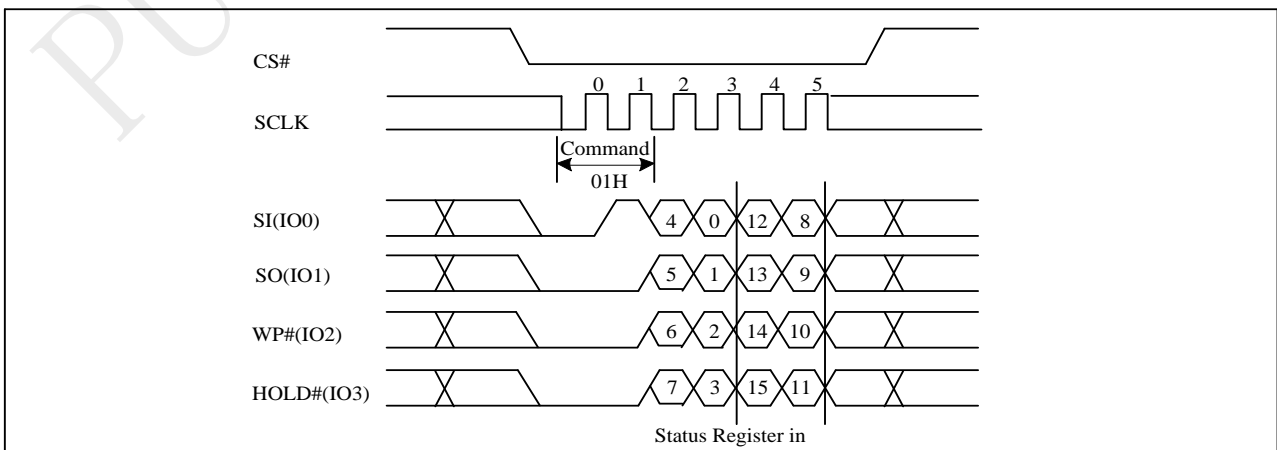 CS#
0 1 2 3 4 5
SCLK
Command
01H
SI(IO0) 4 0 12 8
SO(IO1) 5 1 13 9
WP#(IO2) 6 2 14 10
HOLD#(IO3) 7 3 15 11
Status Register in